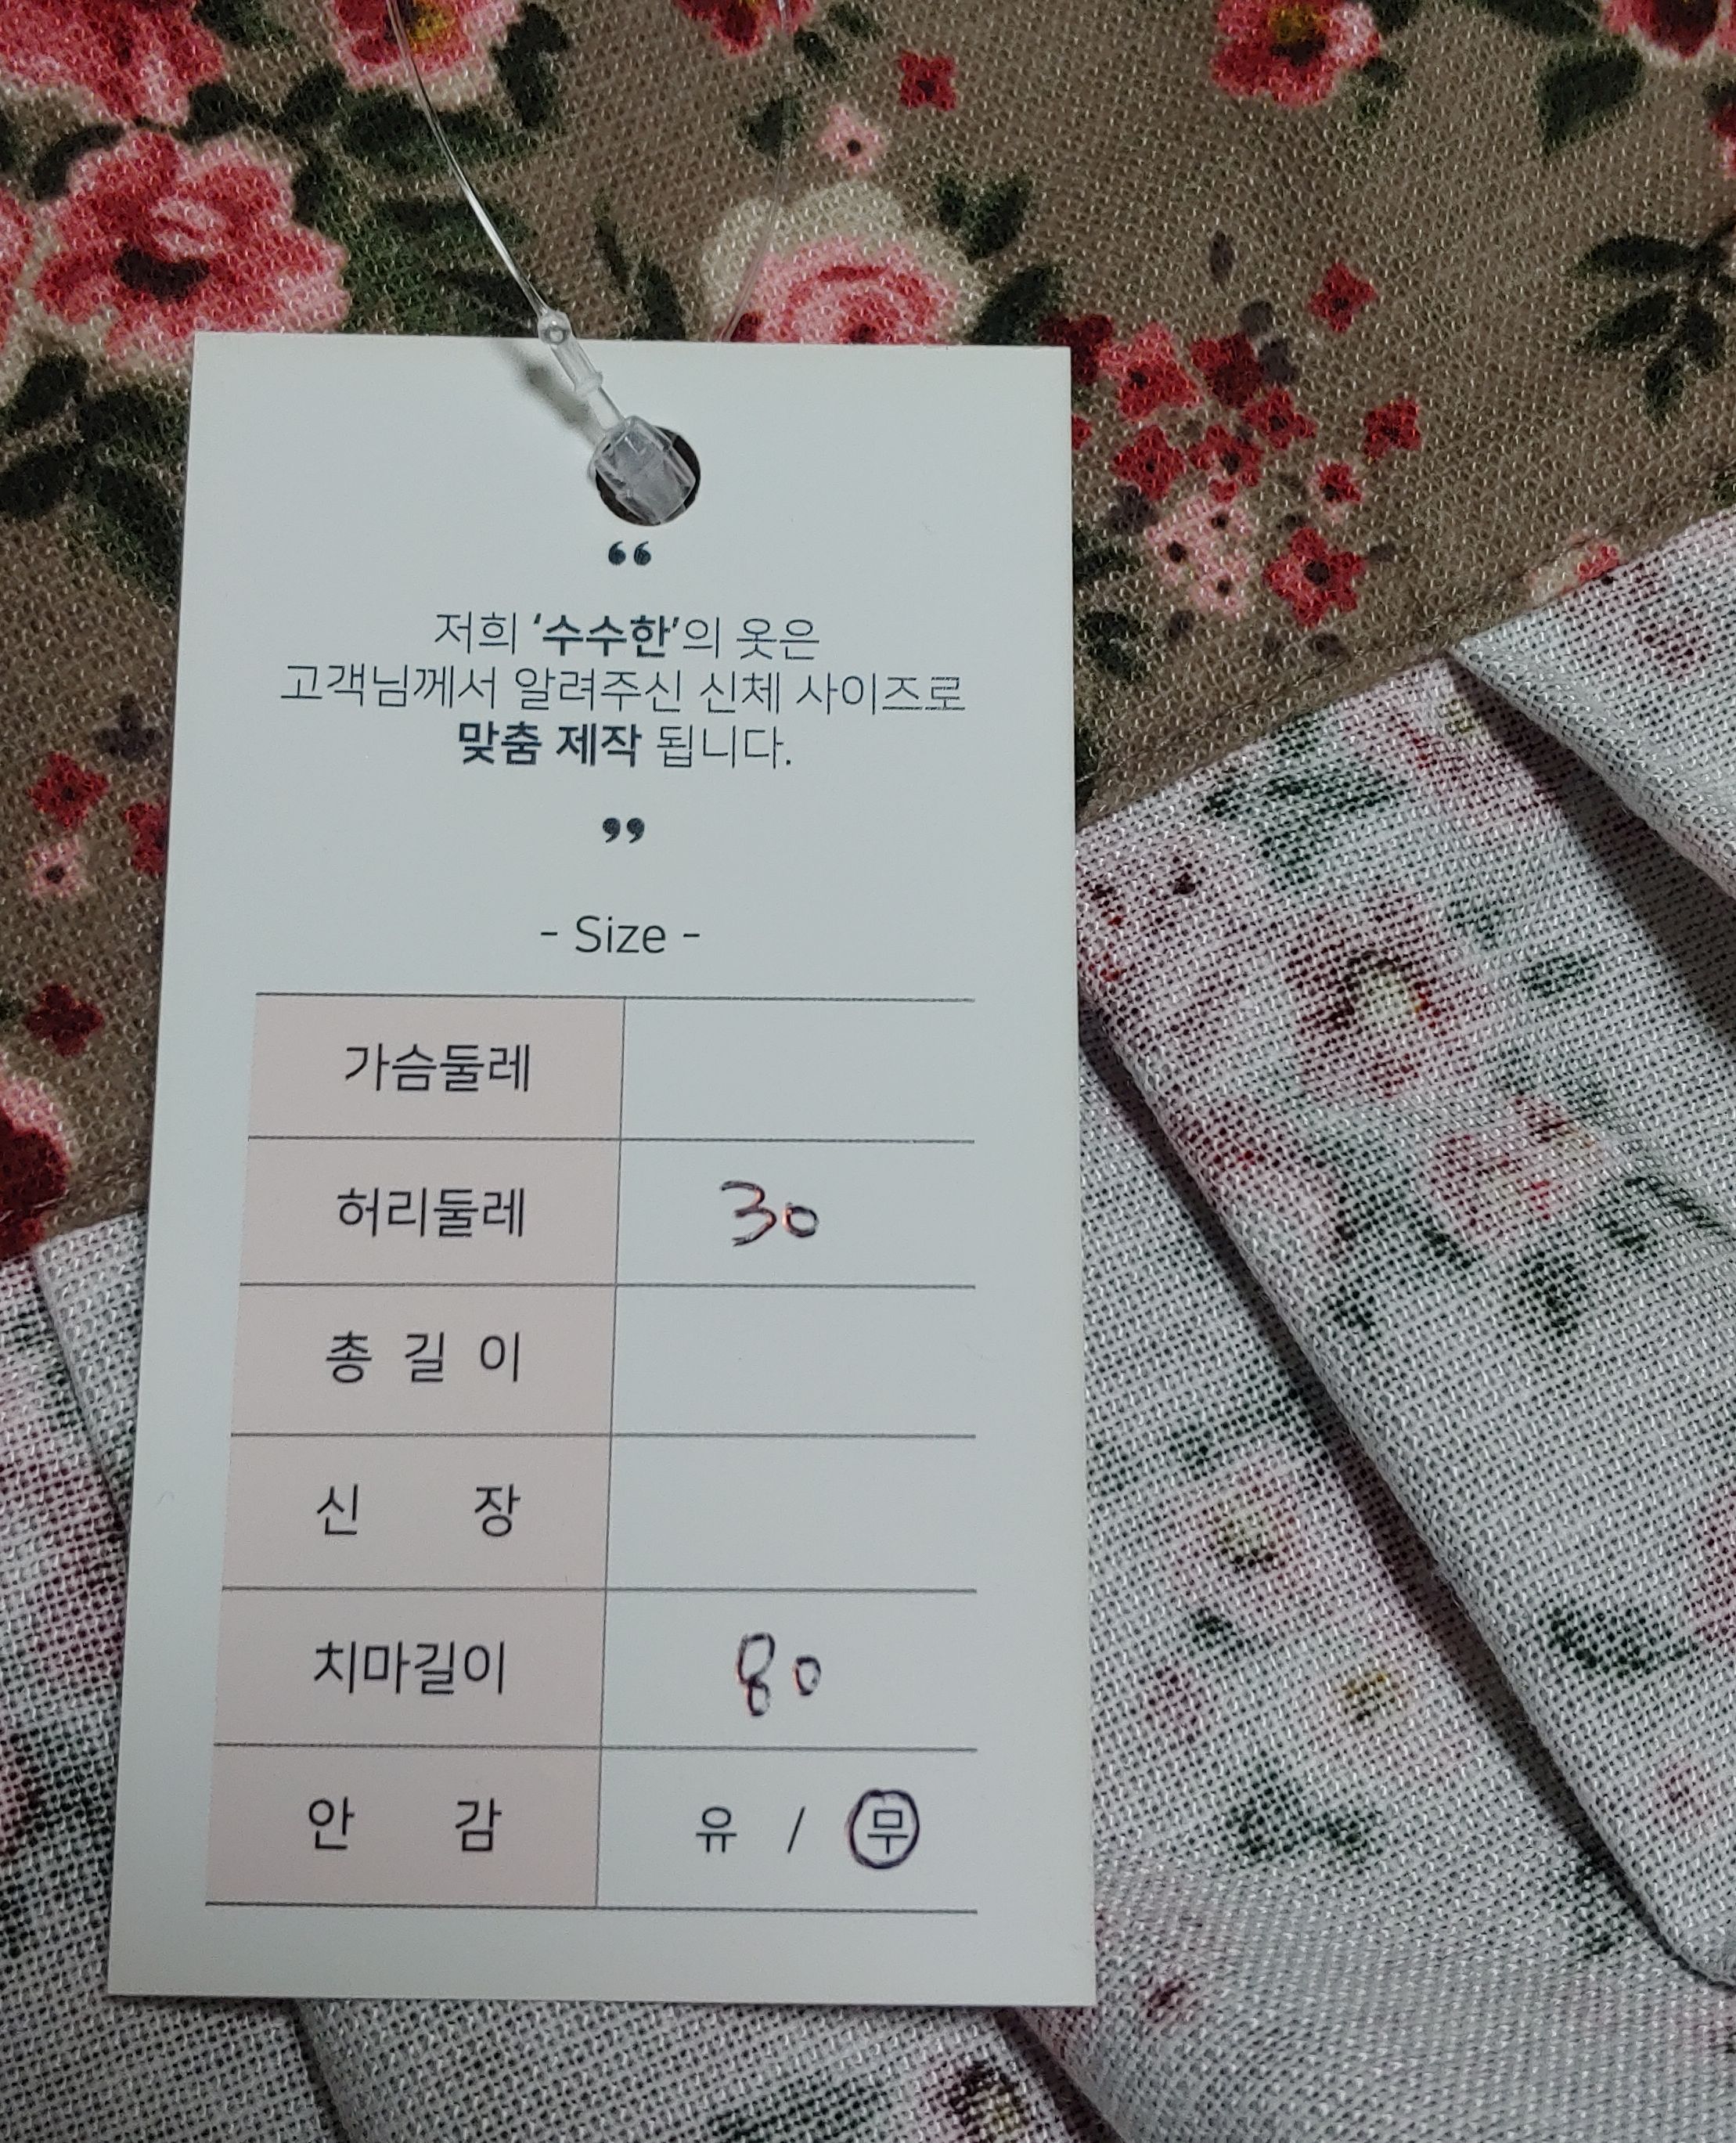 “
저희 ‘수수한’의 옷은
고객님께서 알려주신 신체 사이즈로
맞춤 제작 됩니다.
”
- Size -
가슴둘레
허리둘레 30
총 길 이
신 장
치마길이 80
안 감 유 / 무